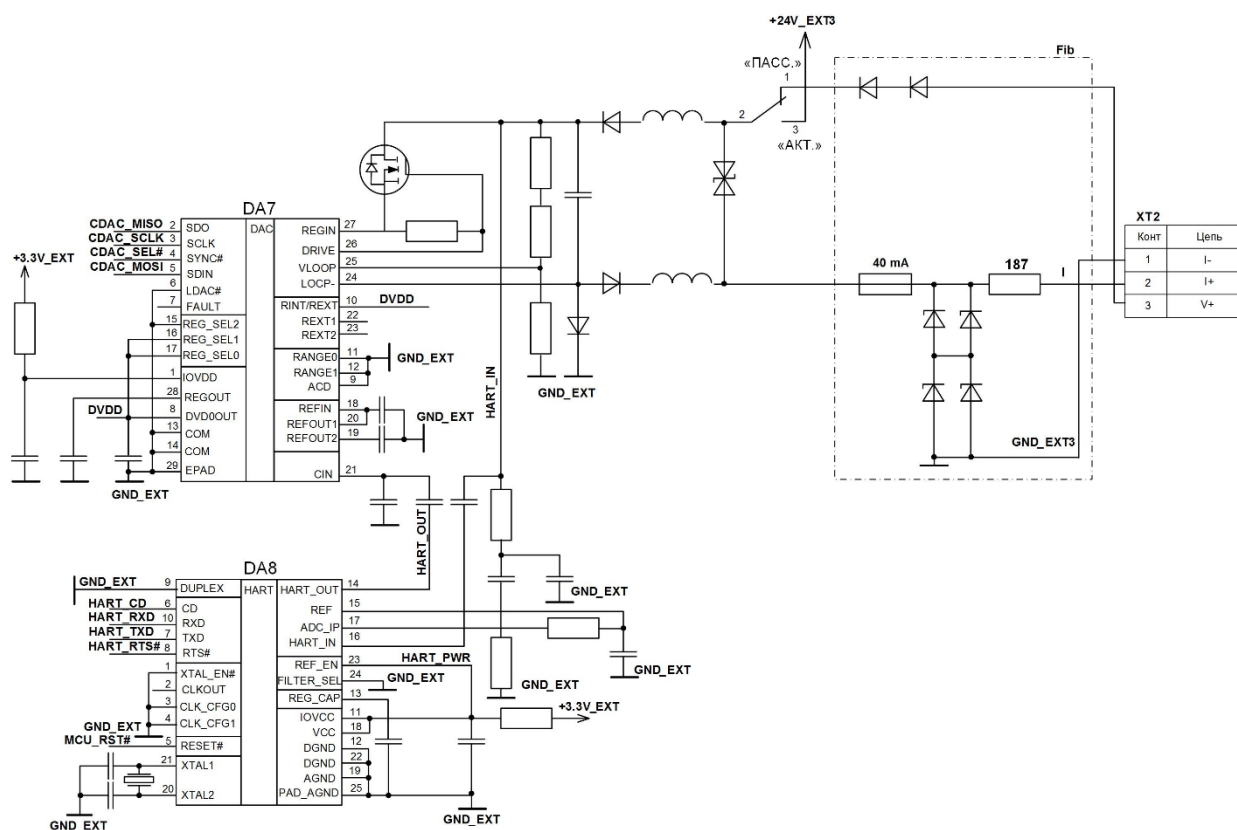 +24V_EXT3
Fib
«ПАСС.»
1
2
3
«АКТ.»
XT2
Конт Цепь
1 I-
2 I+
3 V+
40 mA
187
I
GND_EXT3
DA7
DAC
CDAC_MISO 2 SDO
CDAC_SCLK 3 SCLK
CDAC_SEL# 4 SYNC#
CDAC_MOSI 5 SDIN
6 LDAC#
7 FAULT
15 REG_SEL2
16 REG_SEL1
17 REG_SEL0
+3.3V_EXT
1 IOVDD
28 REGOUT
DVDD 8 DVD0OUT
13 COM
14 COM
29 EPAD
GND_EXT
REGIN 27
DRIVE 26
VLOOP 25
LOCP- 24
RINT/REXT 10 DVDD
REXT1 22
REXT2 23
RANGE0 11 GND_EXT
RANGE1 12
ACD 9
REFIN 18
REFOUT1 20
REFOUT2 19
GND_EXT
CIN 21
GND_EXT
HART_IN
HART_OUT
DA8
HART
GND_EXT 9 DUPLEX
HART_CD 6 CD
HART_RXD 10 RXD
HART_TXD 7 TXD
HART_RTS# 8 RTS#
1 XTAL_EN#
2 CLKOUT
3 CLK_CFG0
4 CLK_CFG1
GND_EXT
MCU_RST# 5 RESET#
21 XTAL1
20 XTAL2
GND_EXT
HART_OUT 14
REF 15
ADC_IP 17
HART_IN 16
REF_EN 23 HART_PWR
FILTER_SEL 24 GND_EXT
REG_CAP 13
IOVCC 11
VCC 18
DGND 12
DGND 22
AGND 19
PAD_AGND 25
+3.3V_EXT
GND_EXT
GND_EXT
GND_EXT
GND_EXT